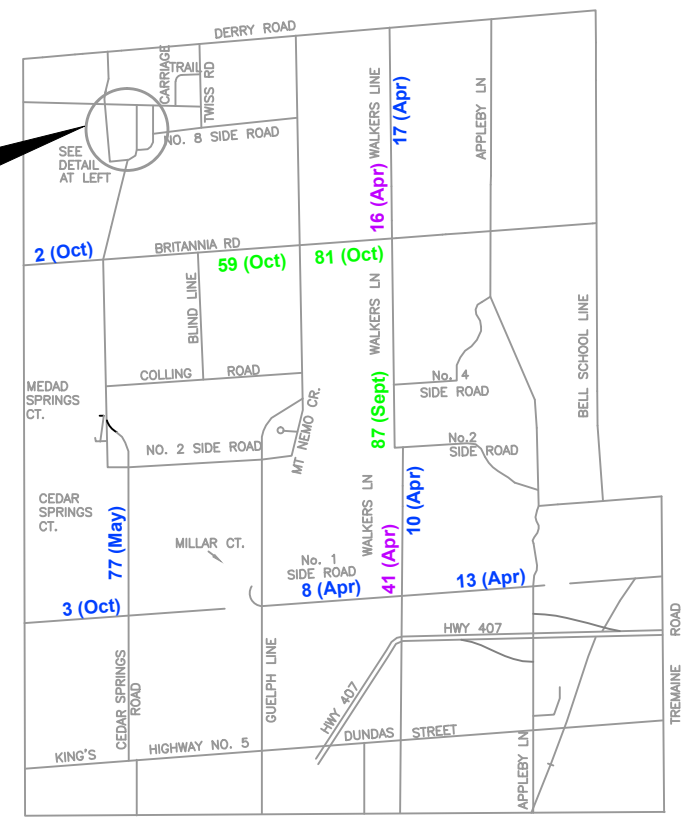 DERRY ROAD
CARRIAGE
TRAIL
TWISS RD
WALKERS LINE
17 (Apr)
APPLEBY LN
NO. 8 SIDE ROAD
SEE
DETAIL
AT LEFT
16 (Apr)
2 (Oct)
BRITANNIA RD
59 (Oct)
81 (Oct)
BLIND LINE
WALKERS LN
BELL SCHOOL LINE
COLLING ROAD
No. 4
SIDE ROAD
MEDAD
SPRINGS
CT.
MT NEMO CR.
87 (Sept)
NO. 2 SIDE ROAD
No.2
SIDE ROAD
CEDAR
SPRINGS
CT.
77 (May)
WALKERS LN
10 (Apr)
MILLAR CT.
No. 1
SIDE ROAD
8 (Apr)
41 (Apr)
13 (Apr)
3 (Oct)
HWY 407
TREMAINE ROAD
CEDAR SPRINGS
ROAD
GUELPH LINE
HWY 407
KING'S HIGHWAY NO. 5
DUNDAS STREET
APPLEBY LN